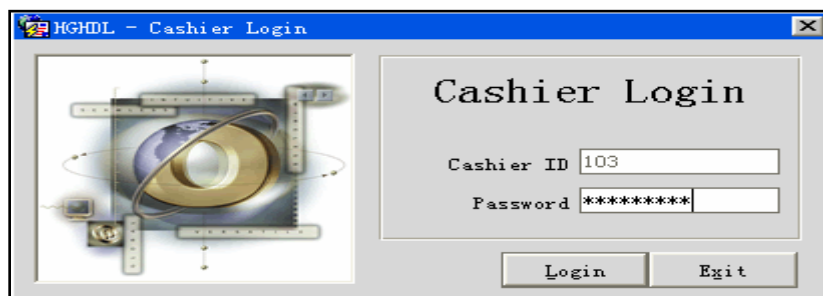 HGHDL - Cashier Login
Cashier Login
Cashier ID 103
Password *********
Login Exit